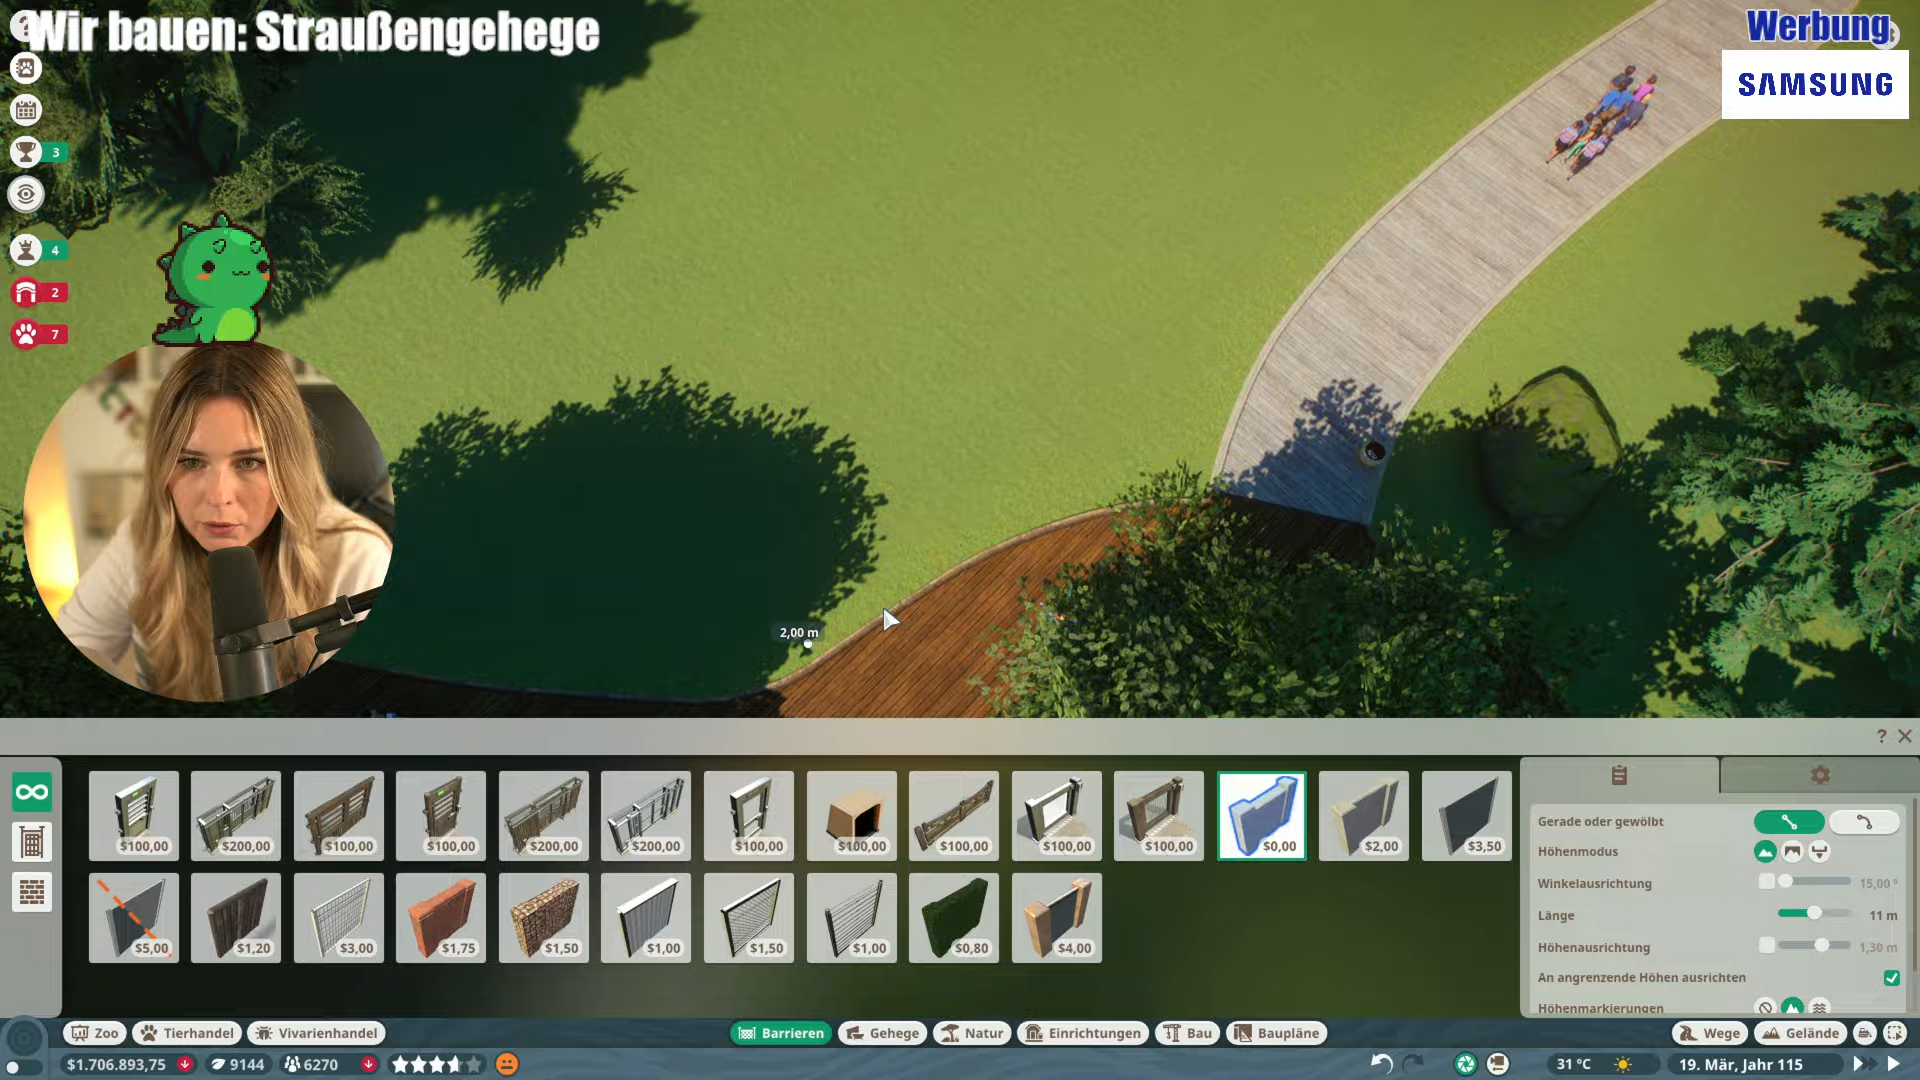 Wir bauen: Straußengehege
Werbung
SAMSUNG
3
4
2
7
2,00 m
$100,00
$200,00
$100,00
$100,00
$200,00
$200,00
$100,00
$100,00
$100,00
$100,00
$100,00
$0,00
$2,00
$3,50
$5,00
$1,20
$3,00
$1,75
$1,50
$1,00
$1,50
$1,00
$0,80
$4,00
?
Gerade oder gewölbt
Höhenmodus
Winkelausrichtung 15,00 °
Länge 11 m
Höhenausrichtung 1,30 m
An angrenzende Höhen ausrichten
Höhenmarkierungen
Zoo Tierhandel Vivarienhandel Barrieren Gehege Natur Einrichtungen Bau Baupläne Wege Gelände
$1.706.893,75 9144 6270 31 °C 19. Mär, Jahr 115